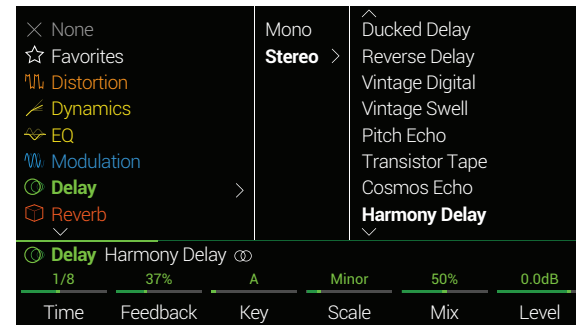 None
Favorites
Distortion
Dynamics
EQ
Modulation
Delay
Reverb
Mono
Stereo
Ducked Delay
Reverse Delay
Vintage Digital
Vintage Swell
Pitch Echo
Transistor Tape
Cosmos Echo
Harmony Delay
Delay Harmony Delay
1/8 37% A Minor 50% 0.0dB
Time Feedback Key Scale Mix Level